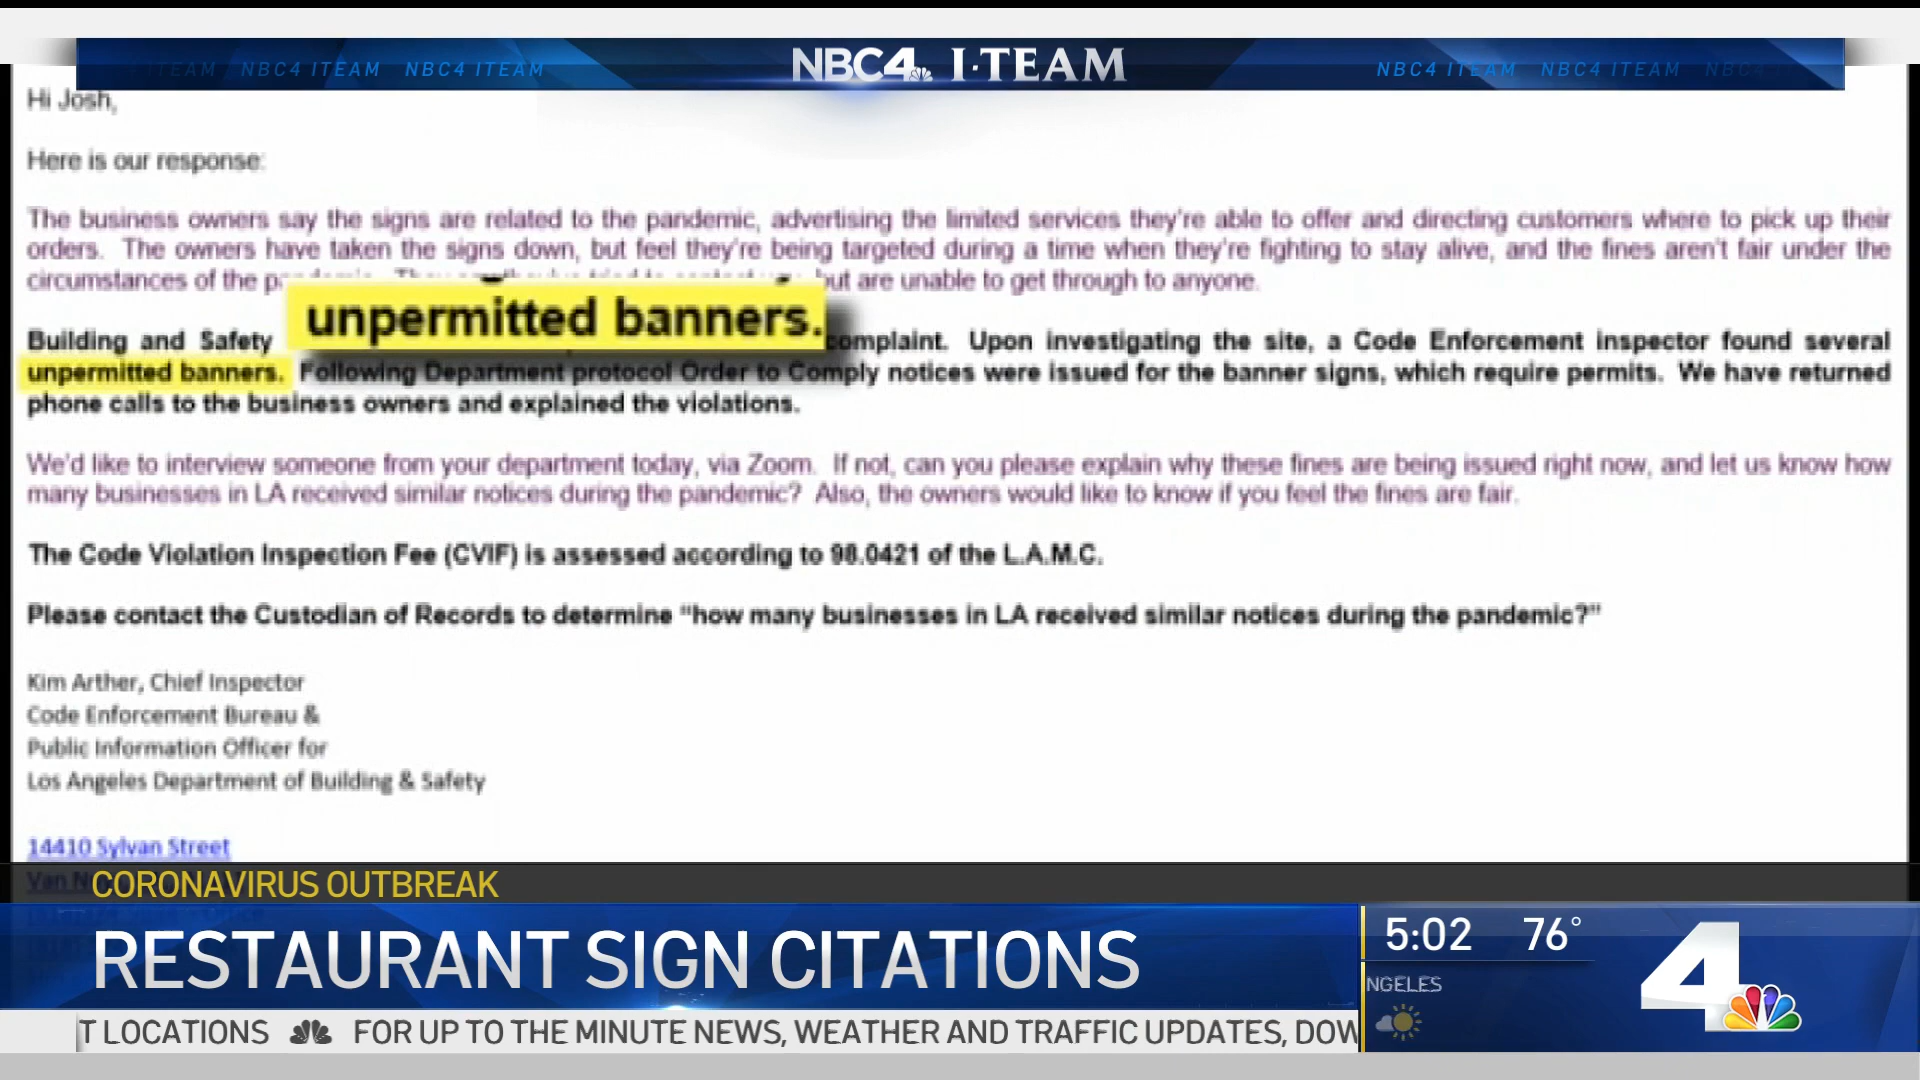 NBC4 I-TEAM
ITEAM NBC4 ITEAM NBC4 ITEAM
NBC4 ITEAM NBC4 ITEAM NBC4
Hi Josh,
Here is our response:
The business owners say the signs are related to the pandemic, advertising the limited services they're able to offer and directing customers where to pick up their
orders. The owners have taken the signs down, but feel they're being targeted during a time when they're fighting to stay alive, and the fines aren't fair under the
circumstances of the but are unable to get through to anyone.
unpermitted banners.
Building and Safety complaint. Upon investigating the site, a Code Enforcement inspector found several
unpermitted banners. Following Department protocol Order to Comply notices were issued for the banner signs, which require permits. We have returned
phone calls to the business owners and explained the violations.
We'd like to interview someone from your department today, via Zoom. If not, can you please explain why these fines are being issued right now, and let us know how
many businesses in LA received similar notices during the pandemic? Also, the owners would like to know if you feel the fines are fair.
The Code Violation Inspection Fee (CVIF) is assessed according to 98.0421 of the L.A.M.C.
Please contact the Custodian of Records to determine "how many businesses in LA received similar notices during the pandemic?"
Kim Arther, Chief Inspector
Code Enforcement Bureau &
Public Information Officer for
Los Angeles Department of Building & Safety
14410 Sylvan Street
CORONAVIRUS OUTBREAK
RESTAURANT SIGN CITATIONS
5:02 76°
NGELES
4
T LOCATIONS FOR UP TO THE MINUTE NEWS, WEATHER AND TRAFFIC UPDATES, DOW